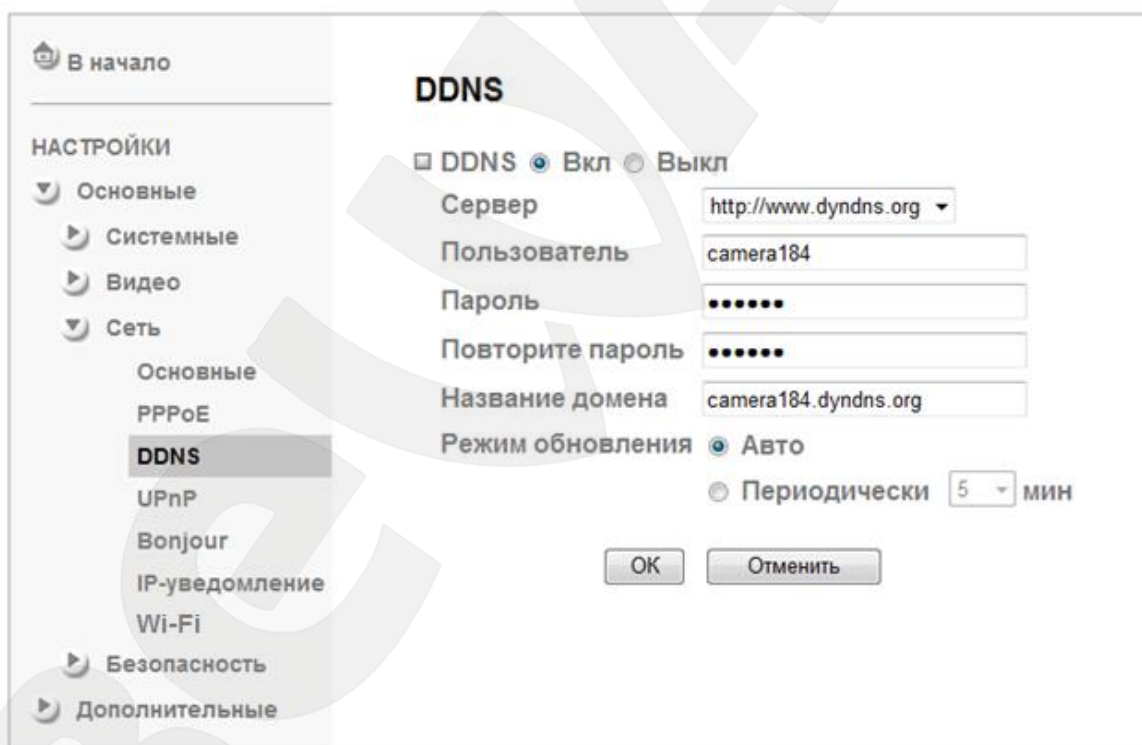 В начало
НАСТРОЙКИ
Основные
Системные
Видео
Сеть
Основные
PPPoE
DDNS
UPnP
Bonjour
IP-уведомление
Wi-Fi
Безопасность
Дополнительные
DDNS
DDNS Вкл Выкл
Сервер http://www.dyndns.org
Пользователь camera184
Пароль ••••••
Повторите пароль ••••••
Название домена camera184.dyndns.org
Режим обновления Авто
Периодически 5 мин
OK Отменить